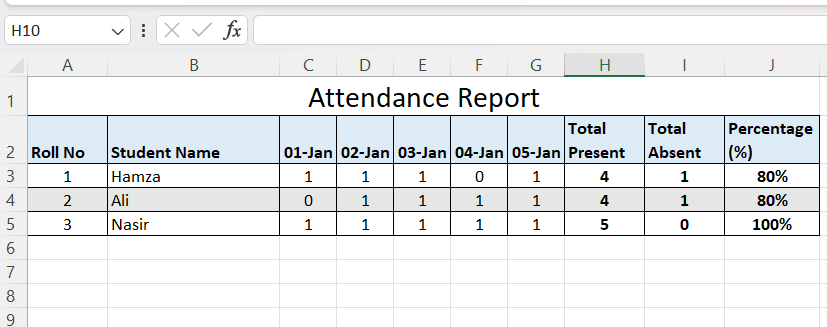 H10 fx
A B C D E F G H I J
1 Attendance Report
2 Roll No Student Name 01-Jan 02-Jan 03-Jan 04-Jan 05-Jan Total Present Total Absent Percentage (%)
3 1 Hamza 1 1 1 0 1 4 1 80%
4 2 Ali 0 1 1 1 1 4 1 80%
5 3 Nasir 1 1 1 1 1 5 0 100%
6
7
8
9